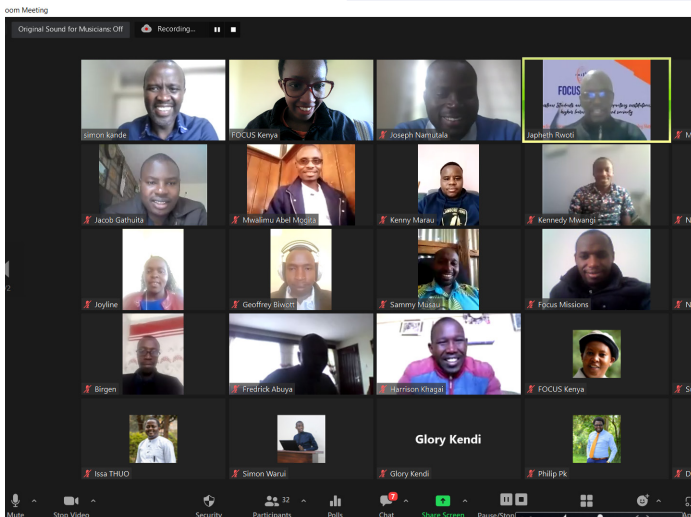 oom Meeting
Original Sound for Musicians: Off
Recording...
simon kande
FOCUS Kenya
Joseph Namutala
FOCUS
Japheth Rwoti
M
Jacob Gathuita
Mwalimu Abel Mogita
Kenny Marau
Kennedy Mwangi
N
Joyline
Geoffrey Biwott
Sammy Musau
Focus Missions
N
Birgen
Fredrick Abuya
Harrison Khagai
FOCUS Kenya
Issa THUO
Simon Warui
Glory Kendi
Glory Kendi
Philip Pk
D
32
7
Mute
Stop Video
Security
Participants
Polls
Chat
Share Screen
Pause/Stop